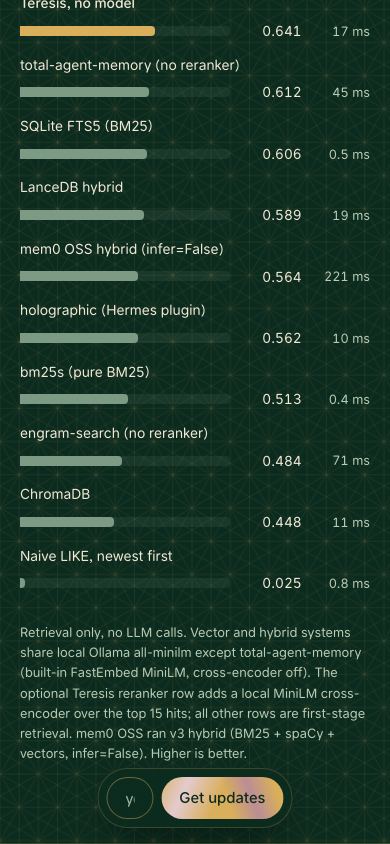 Teresis, no model
0.641 17 ms
total-agent-memory (no reranker)
0.612 45 ms
SQLite FTS5 (BM25)
0.606 0.5 ms
LanceDB hybrid
0.589 19 ms
mem0 OSS hybrid (infer=False)
0.564 221 ms
holographic (Hermes plugin)
0.562 10 ms
bm25s (pure BM25)
0.513 0.4 ms
engram-search (no reranker)
0.484 71 ms
ChromaDB
0.448 11 ms
Naive LIKE, newest first
0.025 0.8 ms
Retrieval only, no LLM calls. Vector and hybrid systems
share local Ollama all-minilm except total-agent-memory
(built-in FastEmbed MiniLM, cross-encoder off). The
optional Teresis reranker row adds a local MiniLM cross-
encoder over the top 15 hits; all other rows are first-stage
retrieval. mem0 OSS ran v3 hybrid (BM25 + spaCy +
vectors, infer=False). Higher is better.
Get updates